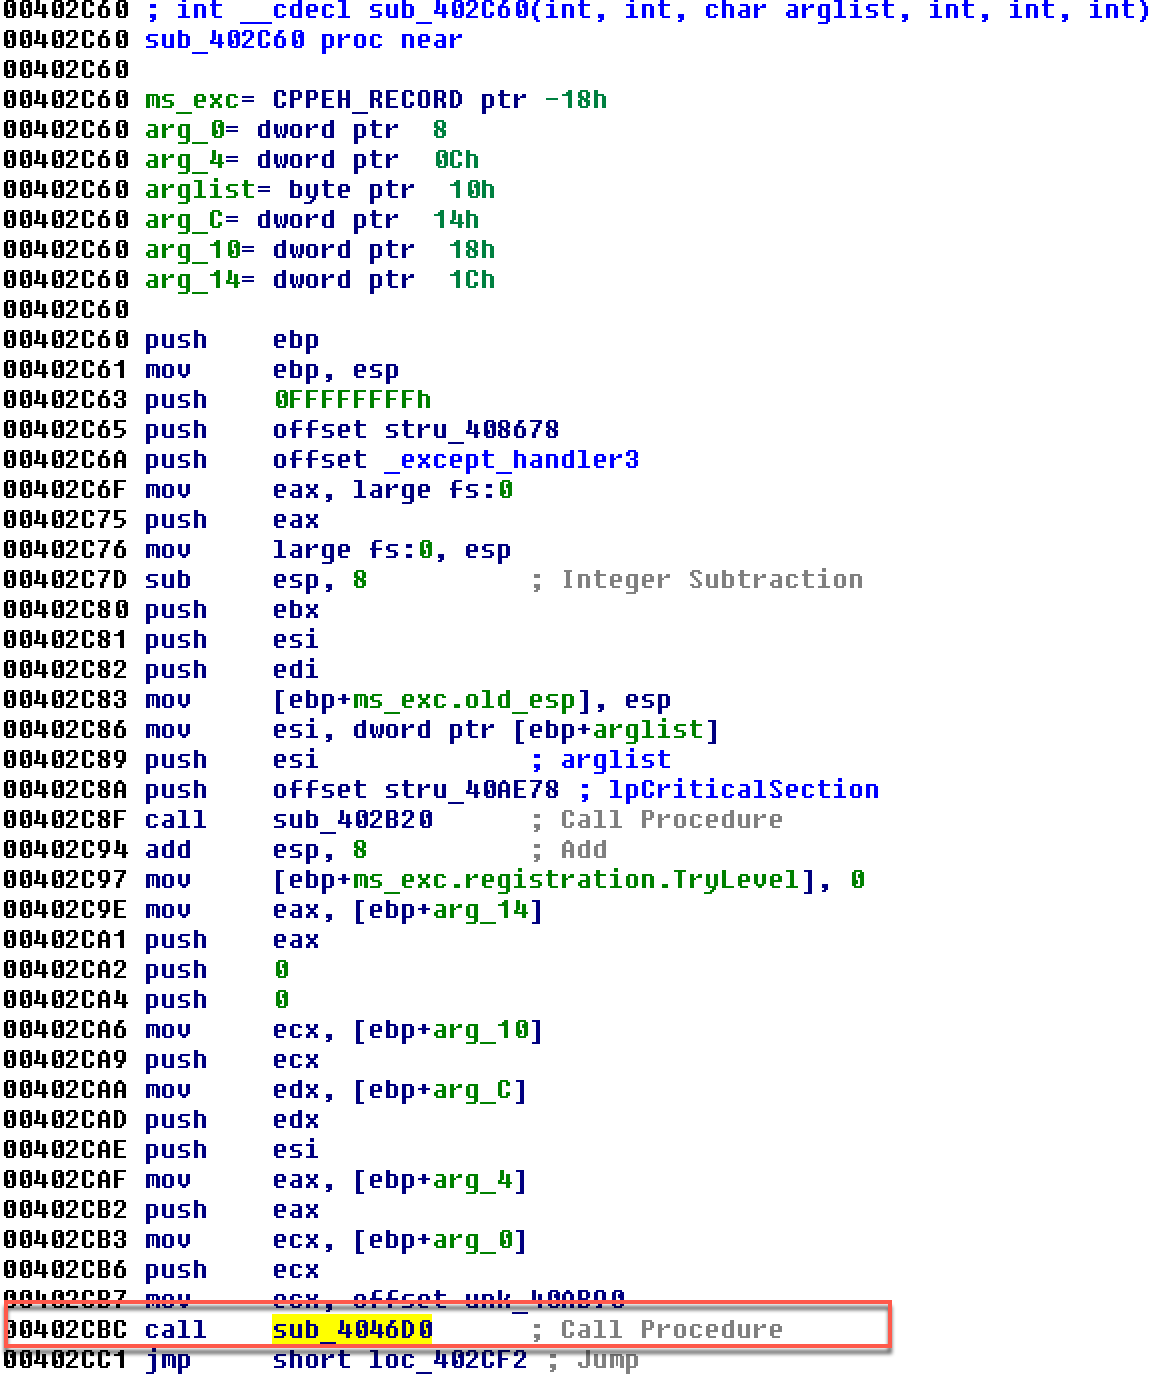 00402C60 ; int __cdecl sub_402C60(int, int, char arglist, int, int, int)
00402C60 sub_402C60 proc near
00402C60
00402C60 ms_exc= CPPEH_RECORD ptr -18h
00402C60 arg_0= dword ptr  8
00402C60 arg_4= dword ptr  0Ch
00402C60 arglist= byte ptr  10h
00402C60 arg_C= dword ptr  14h
00402C60 arg_10= dword ptr  18h
00402C60 arg_14= dword ptr  1Ch
00402C60
00402C60 push    ebp
00402C61 mov     ebp, esp
00402C63 push    0FFFFFFFFh
00402C65 push    offset stru_408678
00402C6A push    offset _except_handler3
00402C6F mov     eax, large fs:0
00402C75 push    eax
00402C76 mov     large fs:0, esp
00402C7D sub     esp, 8          ; Integer Subtraction
00402C80 push    ebx
00402C81 push    esi
00402C82 push    edi
00402C83 mov     [ebp+ms_exc.old_esp], esp
00402C86 mov     esi, dword ptr [ebp+arglist]
00402C89 push    esi             ; arglist
00402C8A push    offset stru_40AE78 ; lpCriticalSection
00402C8F call    sub_402B20      ; Call Procedure
00402C94 add     esp, 8          ; Add
00402C97 mov     [ebp+ms_exc.registration.TryLevel], 0
00402C9E mov     eax, [ebp+arg_14]
00402CA1 push    eax
00402CA2 push    0
00402CA4 push    0
00402CA6 mov     ecx, [ebp+arg_10]
00402CA9 push    ecx
00402CAA mov     edx, [ebp+arg_C]
00402CAD push    edx
00402CAE push    esi
00402CAF mov     eax, [ebp+arg_4]
00402CB2 push    eax
00402CB3 mov     ecx, [ebp+arg_0]
00402CB6 push    ecx
00402CB7 mov     ecx, offset unk_40AB90
00402CBC call    sub_4046D0      ; Call Procedure
00402CC1 jmp     short loc_402CF2 ; Jump